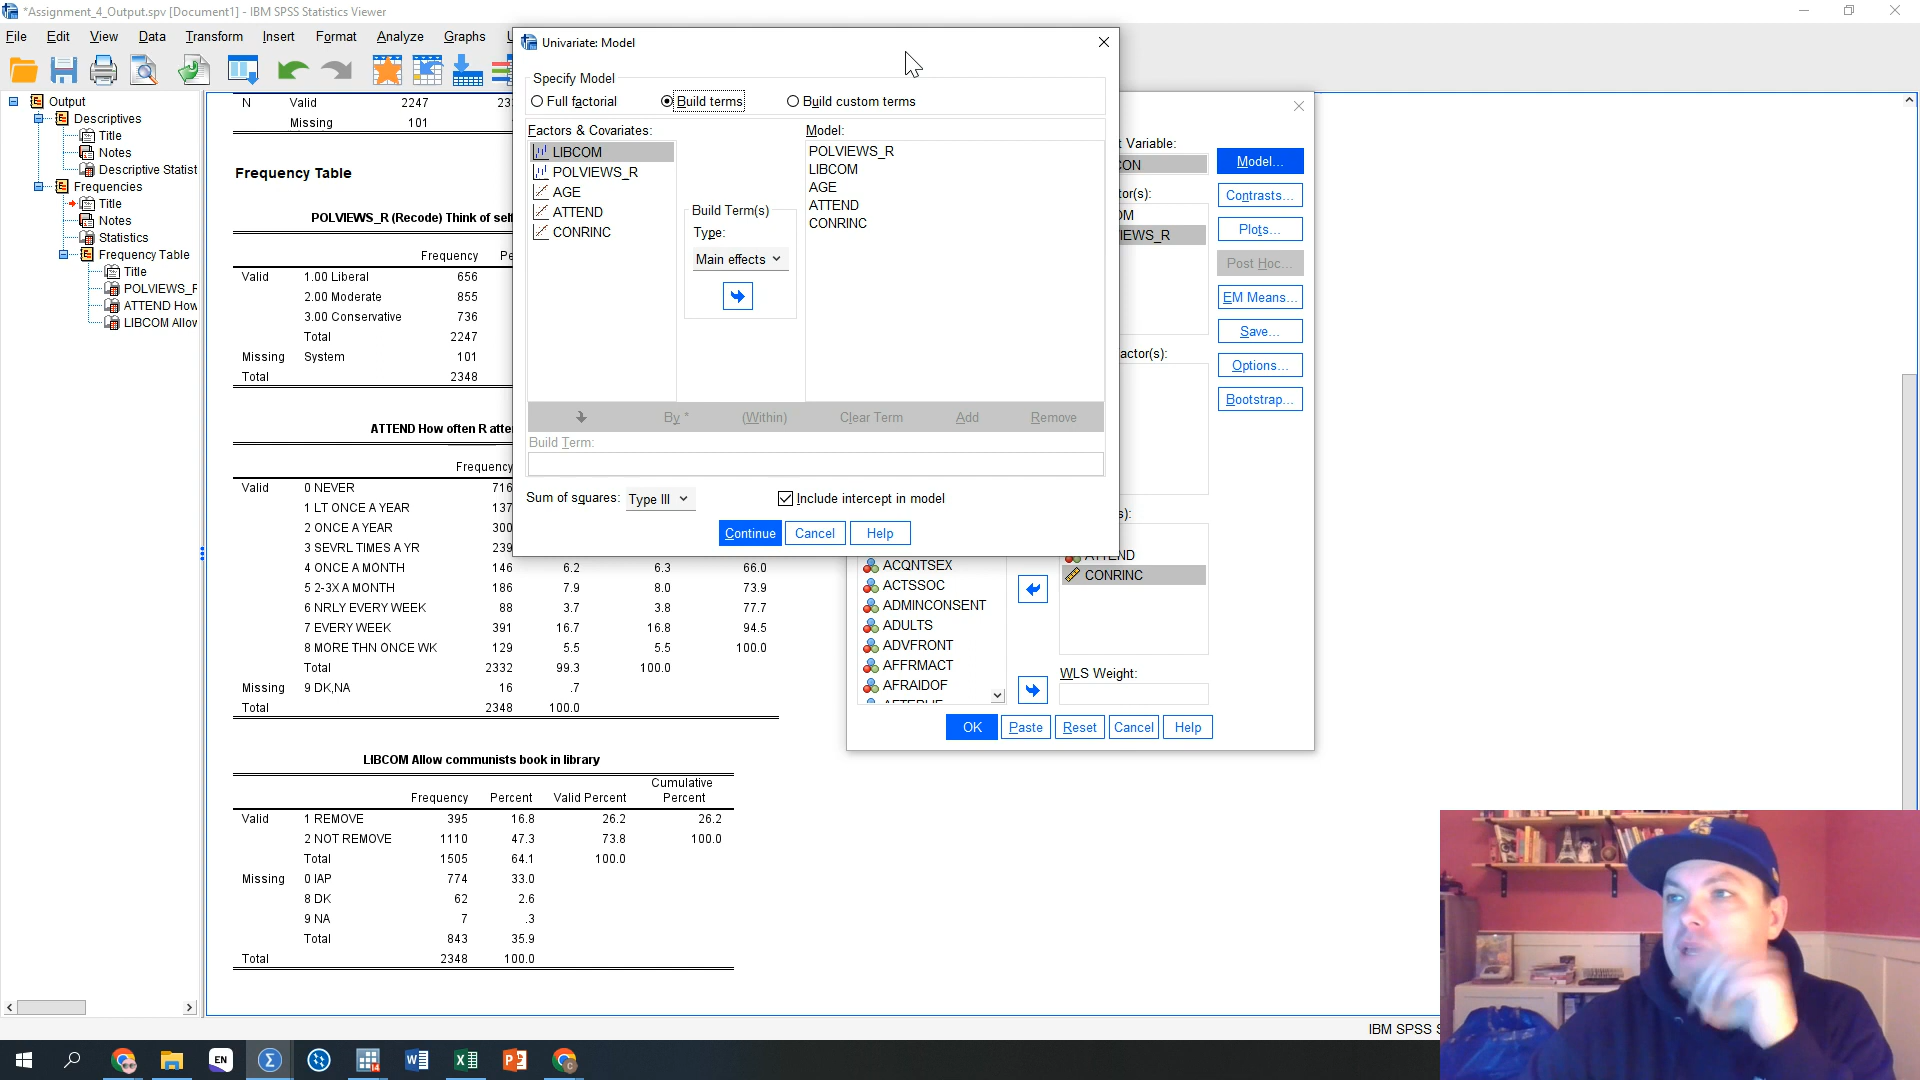 *Assignment_4_Output.spv [Document1] - IBM SPSS Statistics Viewer
File Edit View Data Transform Insert Format Analyze Graphs
Output
Descriptives
Title
Notes
Descriptive Statist
Frequencies
Title
Notes
Statistics
Frequency Table
Title
POLVIEWS_R
ATTEND How
LIBCOM Allow
N Valid 2247
Missing 101
Frequency Table
POLVIEWS_R (Recode) Think of self
Frequency Pe
Valid 1.00 Liberal 656
2.00 Moderate 855
3.00 Conservative 736
Total 2247
Missing System 101
Total 2348
ATTEND How often R atte
Frequency
Valid 0 NEVER 716
1 LT ONCE A YEAR 137
2 ONCE A YEAR 300
3 SEVRL TIMES A YR 239
4 ONCE A MONTH 146 6.2 6.3 66.0
5 2-3X A MONTH 186 7.9 8.0 73.9
6 NRLY EVERY WEEK 88 3.7 3.8 77.7
7 EVERY WEEK 391 16.7 16.8 94.5
8 MORE THN ONCE WK 129 5.5 5.5 100.0
Total 2332 99.3 100.0
Missing 9 DK,NA 16 .7
Total 2348 100.0
LIBCOM Allow communists book in library
Frequency Percent Valid Percent Cumulative Percent
Valid 1 REMOVE 395 16.8 26.2 26.2
2 NOT REMOVE 1110 47.3 73.8 100.0
Total 1505 64.1 100.0
Missing 0 IAP 774 33.0
8 DK 62 2.6
9 NA 7 .3
Total 843 35.9
Total 2348 100.0
Univariate: Model
Specify Model
Full factorial Build terms Build custom terms
Factors & Covariates:
LIBCOM
POLVIEWS_R
AGE
ATTEND
CONRINC
Build Term(s)
Type:
Main effects
Model:
POLVIEWS_R
LIBCOM
AGE
ATTEND
CONRINC
By * (Within) Clear Term Add Remove
Build Term:
Sum of squares: Type III Include intercept in model
Continue Cancel Help
t Variable:
CON
tor(s):
OM
IEWS_R
actor(s):
s):
ATTEND
CONRINC
WLS Weight:
Model...
Contrasts...
Plots...
Post Hoc...
EM Means...
Save...
Options...
Bootstrap...
ACQNTSEX
ACTSSOC
ADMINCONSENT
ADULTS
ADVFRONT
AFFRMACT
AFRAIDOF
OK Paste Reset Cancel Help
IBM SPSS S
EN